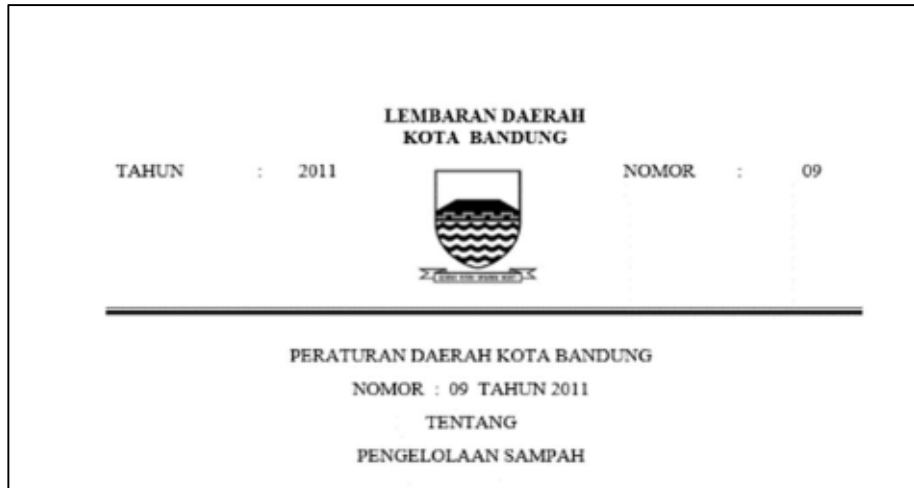 LEMBARAN DAERAH
KOTA BANDUNG
TAHUN : 2011 NOMOR : 09
PERATURAN DAERAH KOTA BANDUNG
NOMOR : 09 TAHUN 2011
TENTANG
PENGELOLAAN SAMPAH